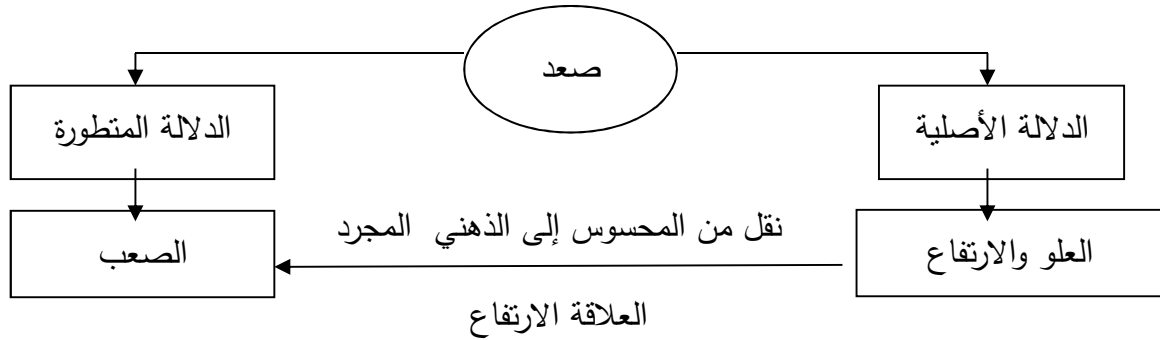 صعد
الدلالة الأصلية
الدلالة المتطورة
العلو والارتفاع
نقل من المحسوس إلى الذهني المجرد
الصعب
العلاقة الارتفاع